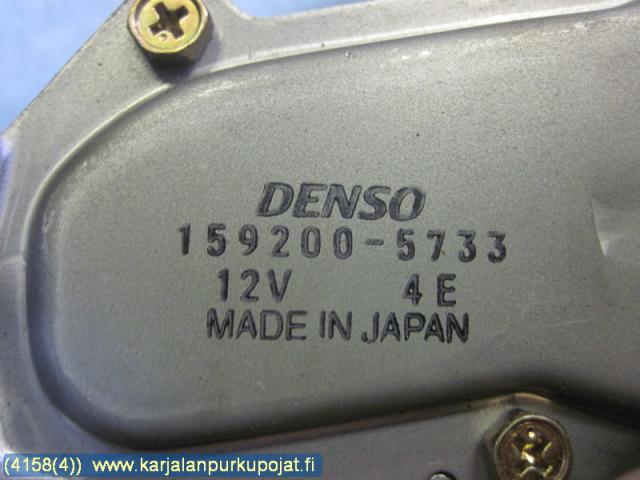 DENSO
159200-5733
12V 4E
MADE IN JAPAN
(4158(4)) www.karjalanpurkupojat.fi